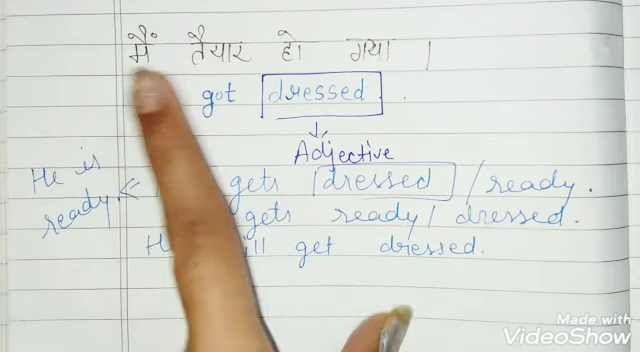 मैं तैयार हो गया |
got dressed .
Adjective
He is ready
gets dressed / ready .
gets ready / dressed .
get dressed .
Made with
VideoShow